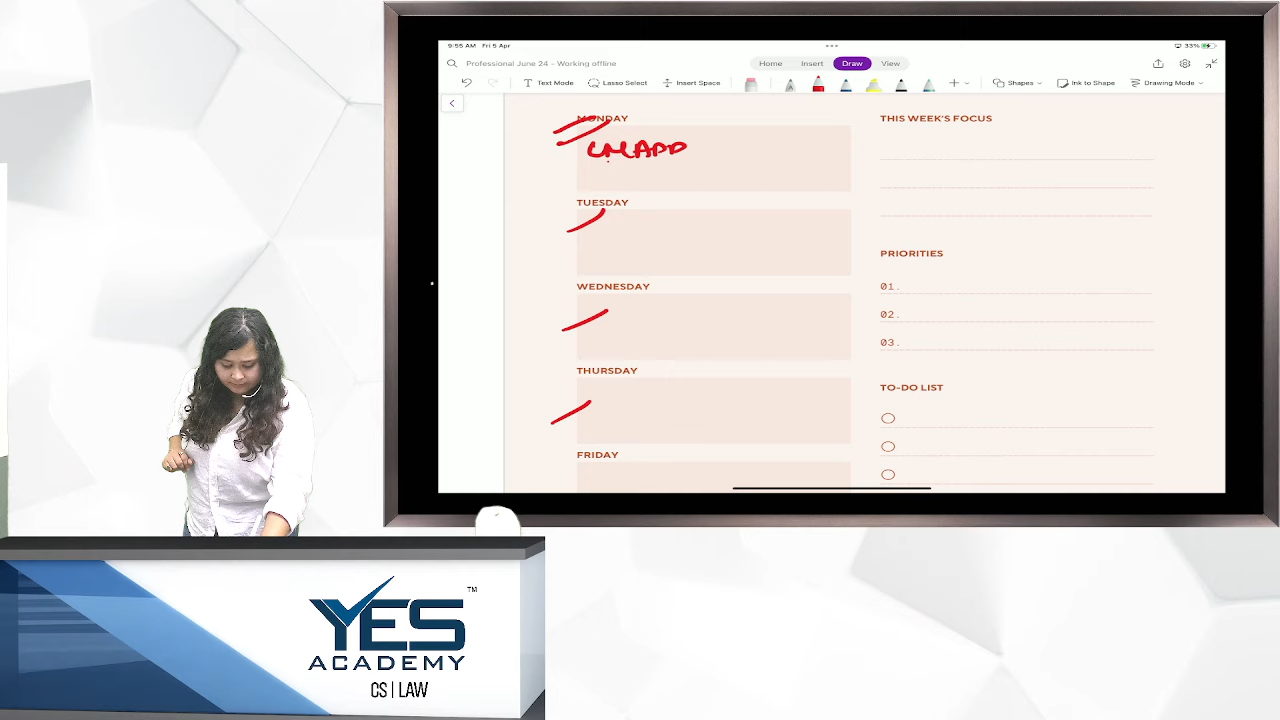 9:55 AM Fri 5 Apr
33%
Professional June 24 - Working offline
Home Insert Draw View
Text Mode Lasso Select Insert Space Shapes Ink to Shape Drawing Mode
MONDAY
TUESDAY
WEDNESDAY
THURSDAY
FRIDAY
THIS WEEK'S FOCUS
PRIORITIES
01.
02.
03.
TO-DO LIST
YES
TM
ACADEMY
CS | LAW